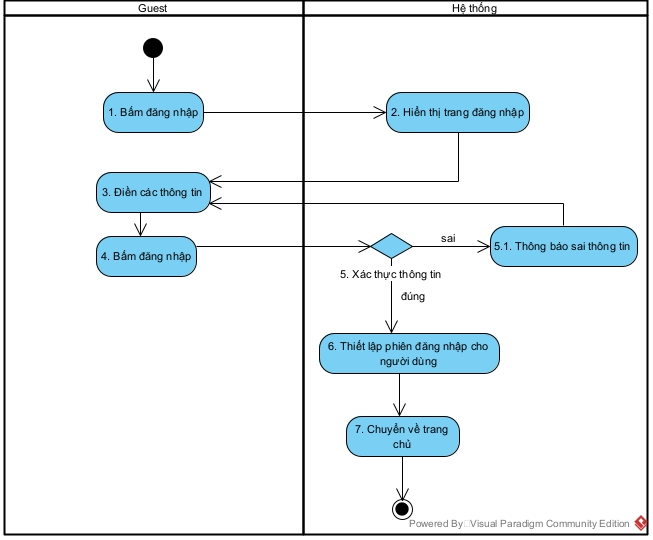 Guest
Hệ thống
1. Bấm đăng nhập
2. Hiển thị trang đăng nhập
3. Điền các thông tin
4. Bấm đăng nhập
sai
5.1. Thông báo sai thông tin
5. Xác thực thông tin
đúng
6. Thiết lập phiên đăng nhập cho
người dùng
7. Chuyển về trang
chủ
Powered By Visual Paradigm Community Edition